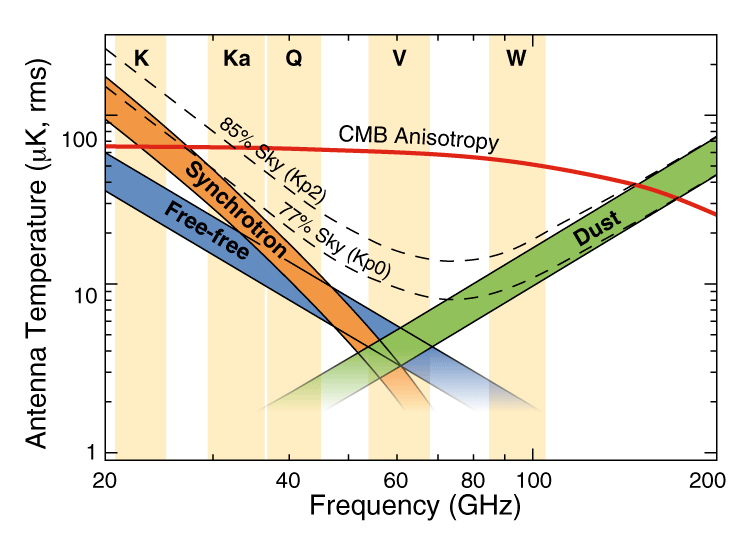 K
Ka
Q
V
W
85% Sky (Kp2)
CMB Anisotropy
Synchrotron
77% Sky (Kp0)
Free-free
Dust
Antenna Temperature (μK, rms)
100
10
1
20
40
60
80
100
200
Frequency (GHz)